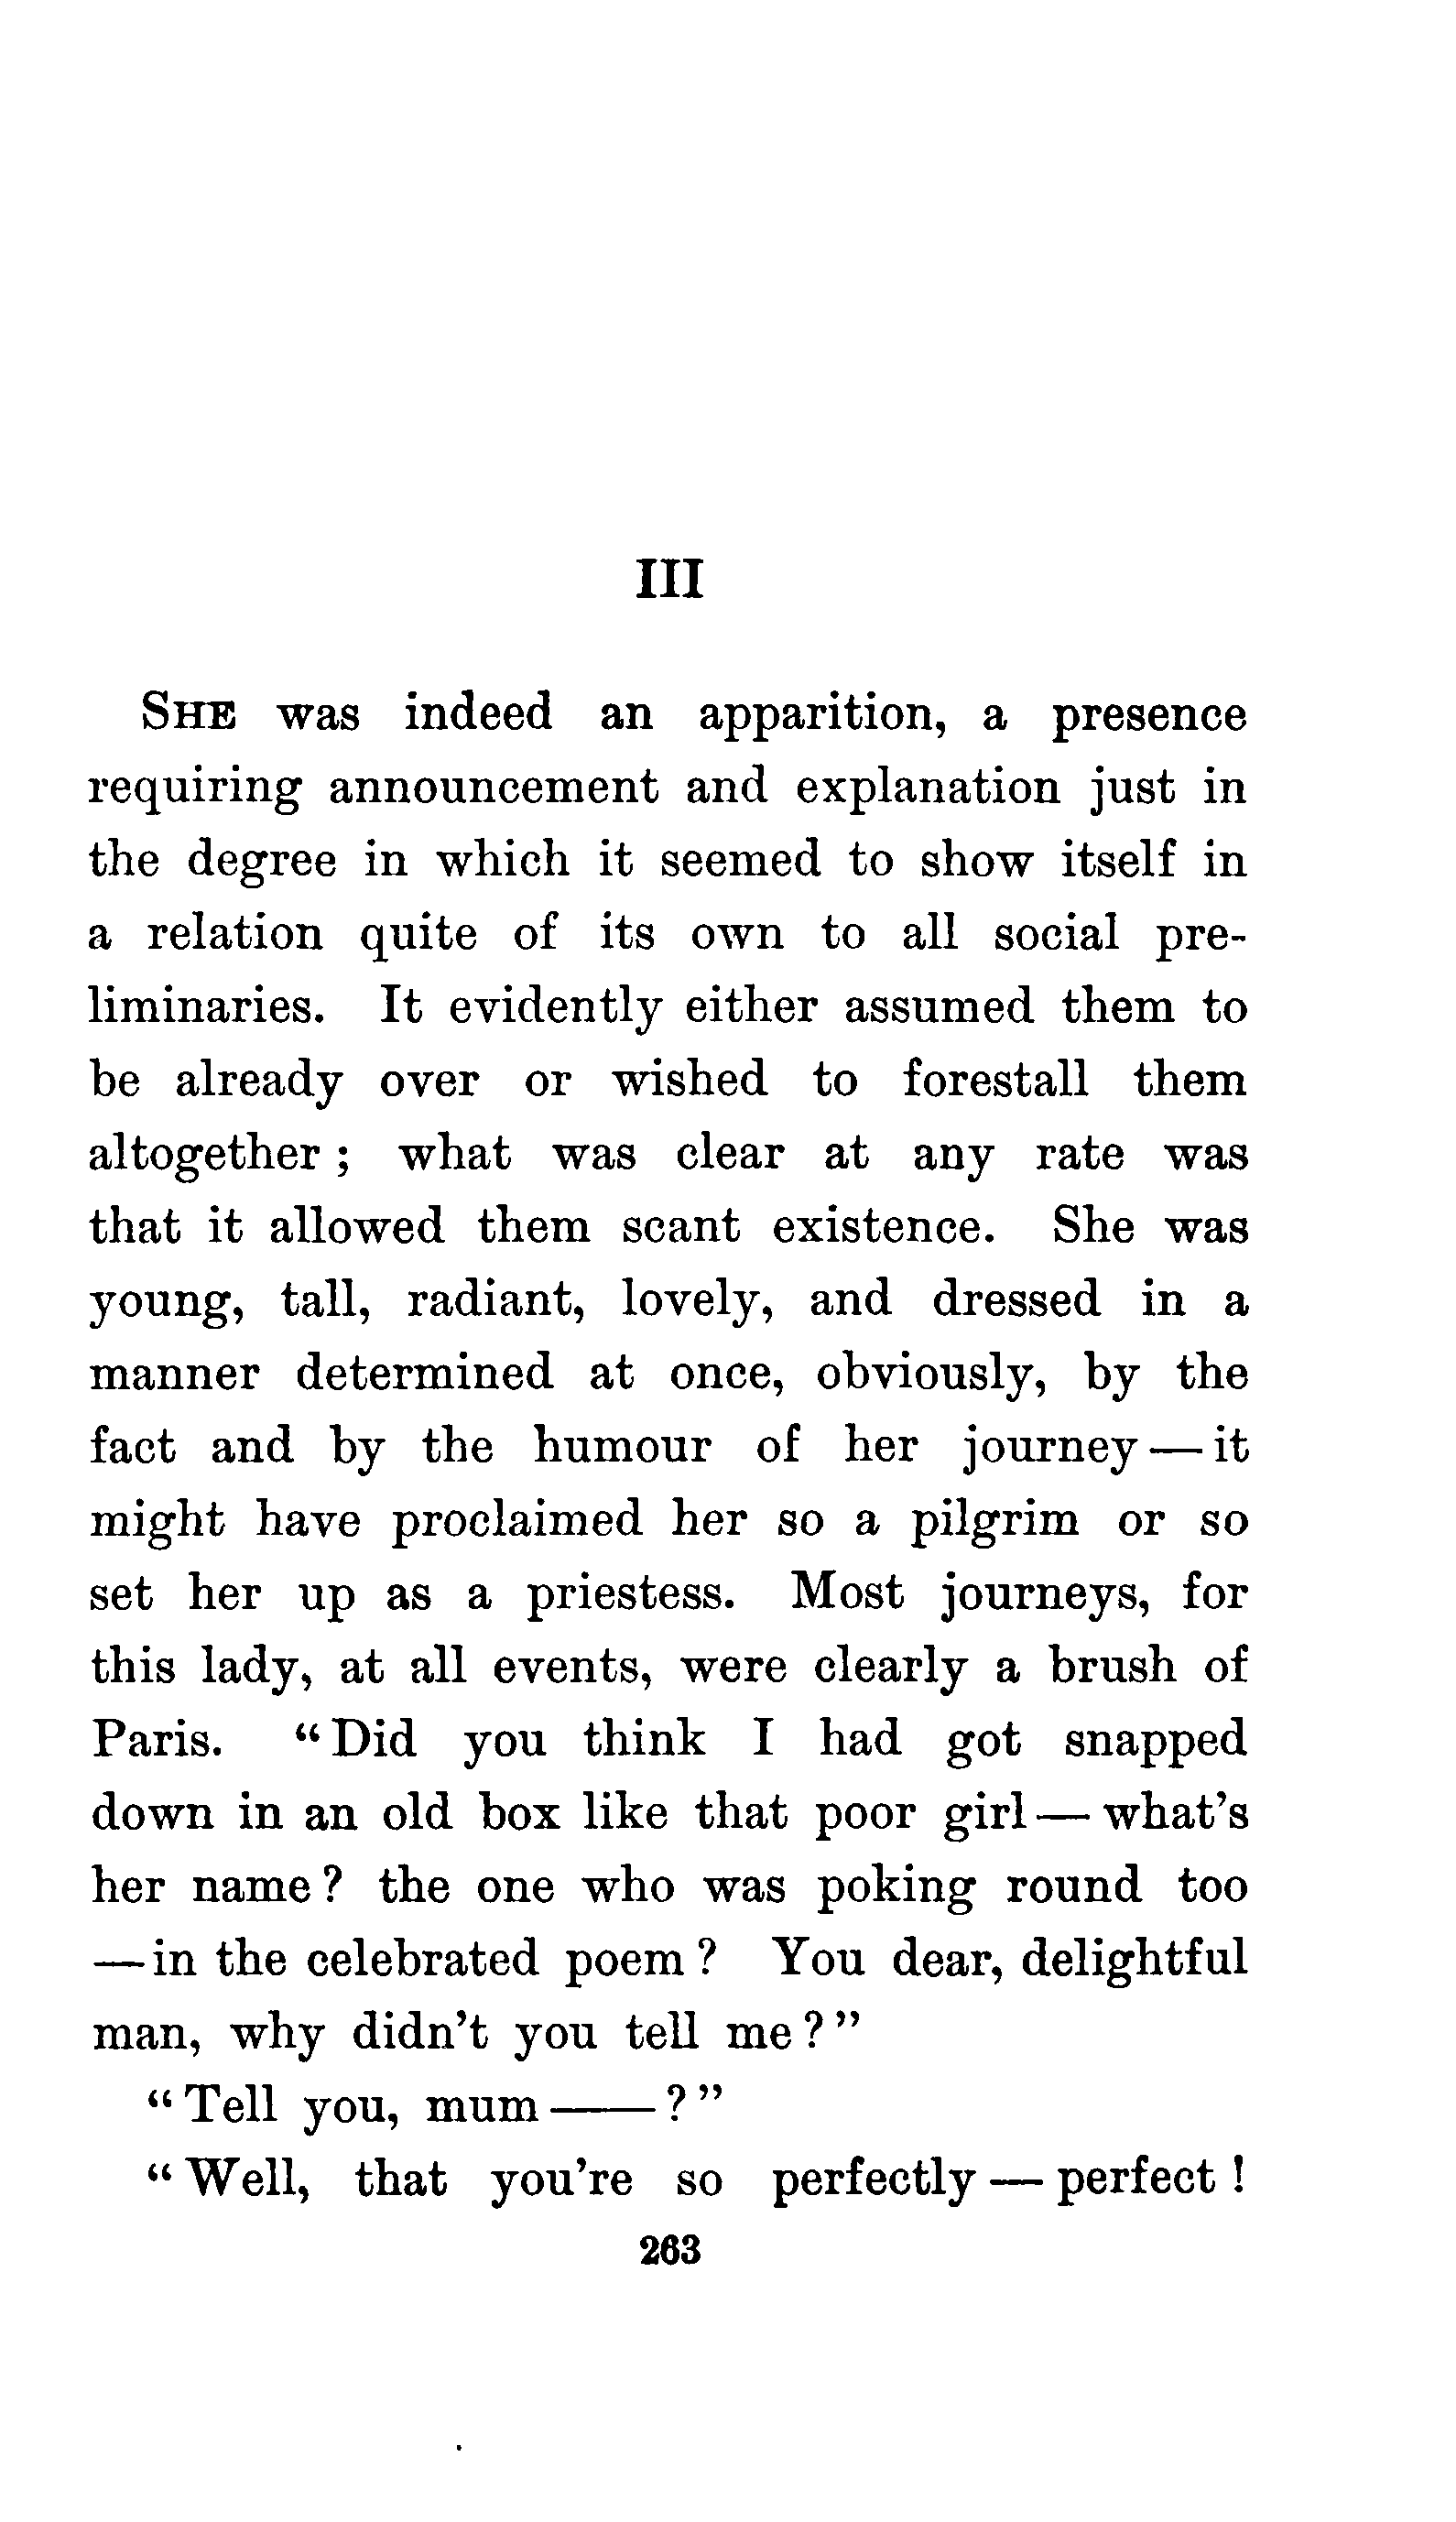 III
SHE was indeed an apparition, a presence
requiring announcement and explanation just in
the degree in which it seemed to show itself in
a relation quite of its own to all social pre-
liminaries. It evidently either assumed them to
be already over or wished to forestall them
altogether; what was clear at any rate was
that it allowed them scant existence. She was
young, tall, radiant, lovely, and dressed in a
manner determined at once, obviously, by the
fact and by the humour of her journey—it
might have proclaimed her so a pilgrim or so
set her up as a priestess. Most journeys, for
this lady, at all events, were clearly a brush of
Paris. “Did you think I had got snapped
down in an old box like that poor girl—what’s
her name? the one who was poking round too
—in the celebrated poem? You dear, delightful
man, why didn’t you tell me?”
“Tell you, mum——?”
“Well, that you’re so perfectly—perfect!
263